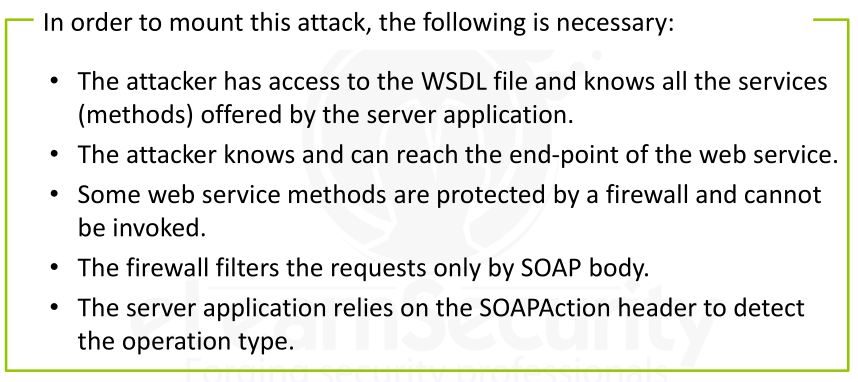 In order to mount this attack, the following is necessary:
• The attacker has access to the WSDL file and knows all the services
(methods) offered by the server application.
• The attacker knows and can reach the end-point of the web service.
• Some web service methods are protected by a firewall and cannot
be invoked.
• The firewall filters the requests only by SOAP body.
• The server application relies on the SOAPAction header to detect
the operation type.
eLearnSecurity
Forging security professionals